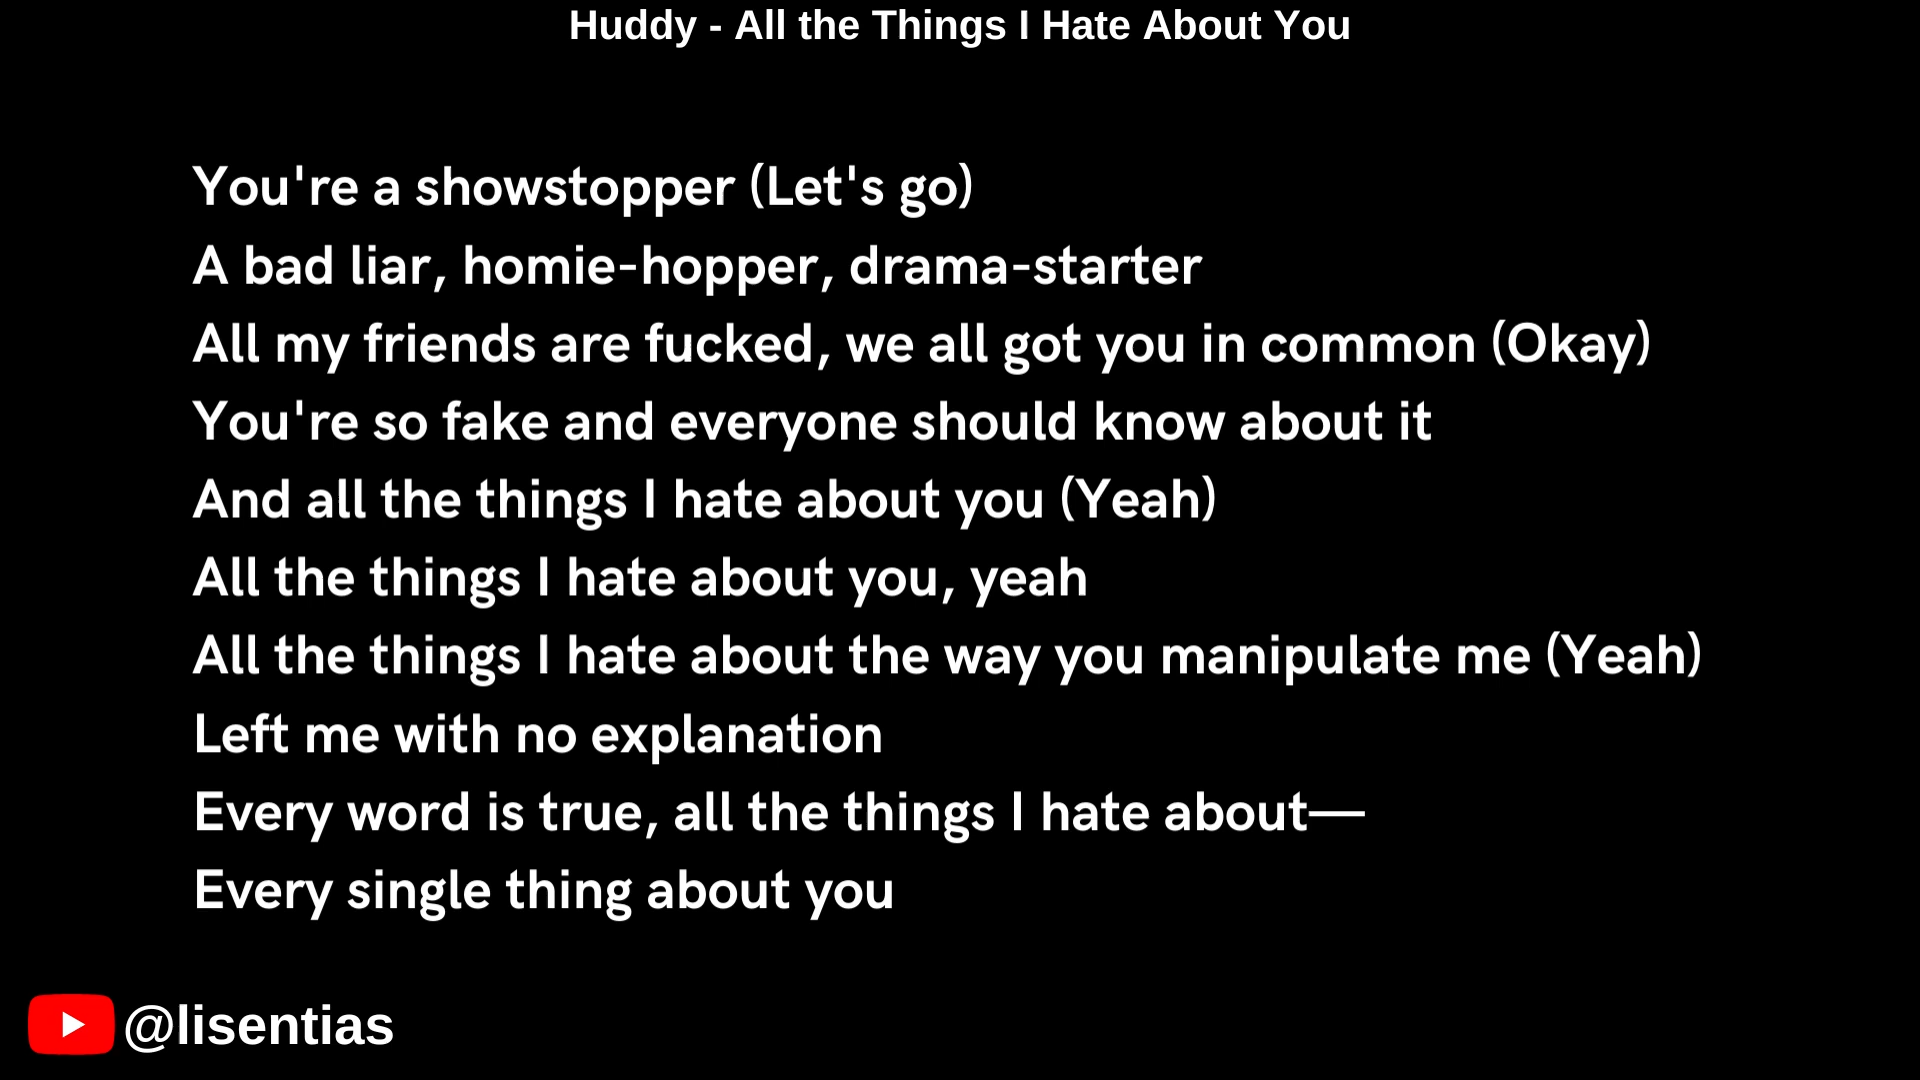 Huddy - All the Things I Hate About You
You're a showstopper (Let's go)
A bad liar, homie-hopper, drama-starter
All my friends are fucked, we all got you in common (Okay)
You're so fake and everyone should know about it
And all the things I hate about you (Yeah)
All the things I hate about you, yeah
All the things I hate about the way you manipulate me (Yeah)
Left me with no explanation
Every word is true, all the things I hate about—
Every single thing about you
@lisentias